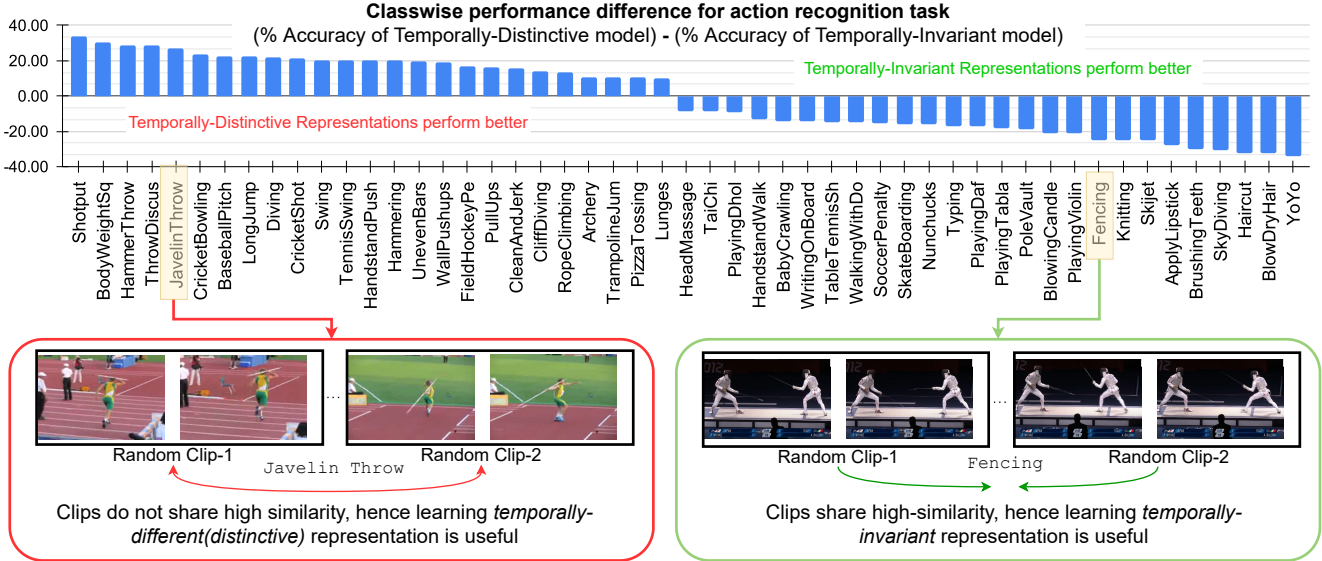 Classwise performance difference for action recognition task
(% Accuracy of Temporally-Distinctive model) - (% Accuracy of Temporally-Invariant model)
40.00
20.00
0.00
-20.00
-40.00
Temporally-Invariant Representations perform better
Temporally-Distinctive Representations perform better
Shotput
BodyWeightSq
HammerThrow
ThrowDiscus
JavelinThrow
CricketBowling
BaseballPitch
LongJump
Diving
CricketShot
Swing
TennisSwing
HandstandPush
Hammering
UnevenBars
WallPushups
FieldHockeyPe
PullUps
CleanAndJerk
CliffDiving
RopeClimbing
Archery
TrampolineJum
PizzaTossing
Lunges
HeadMassage
TaiChi
PlayingDhol
HandstandWalk
BabyCrawling
WritingOnBoard
TableTennisSh
WalkingWithDo
SoccerPenalty
SkateBoarding
Nunchucks
Typing
PlayingDaf
PlayingTabla
PoleVault
BlowingCandle
PlayingViolin
Fencing
Knitting
Skijet
ApplyLipstick
BrushingTeeth
SkyDiving
Haircut
BlowDryHair
YoYo
...
Random Clip-1
Random Clip-2
Javelin Throw
Clips do not share high similarity, hence learning temporally-
different(distinctive) representation is useful
...
Random Clip-1
Random Clip-2
Fencing
Clips share high-similarity, hence learning temporally-
invariant representation is useful